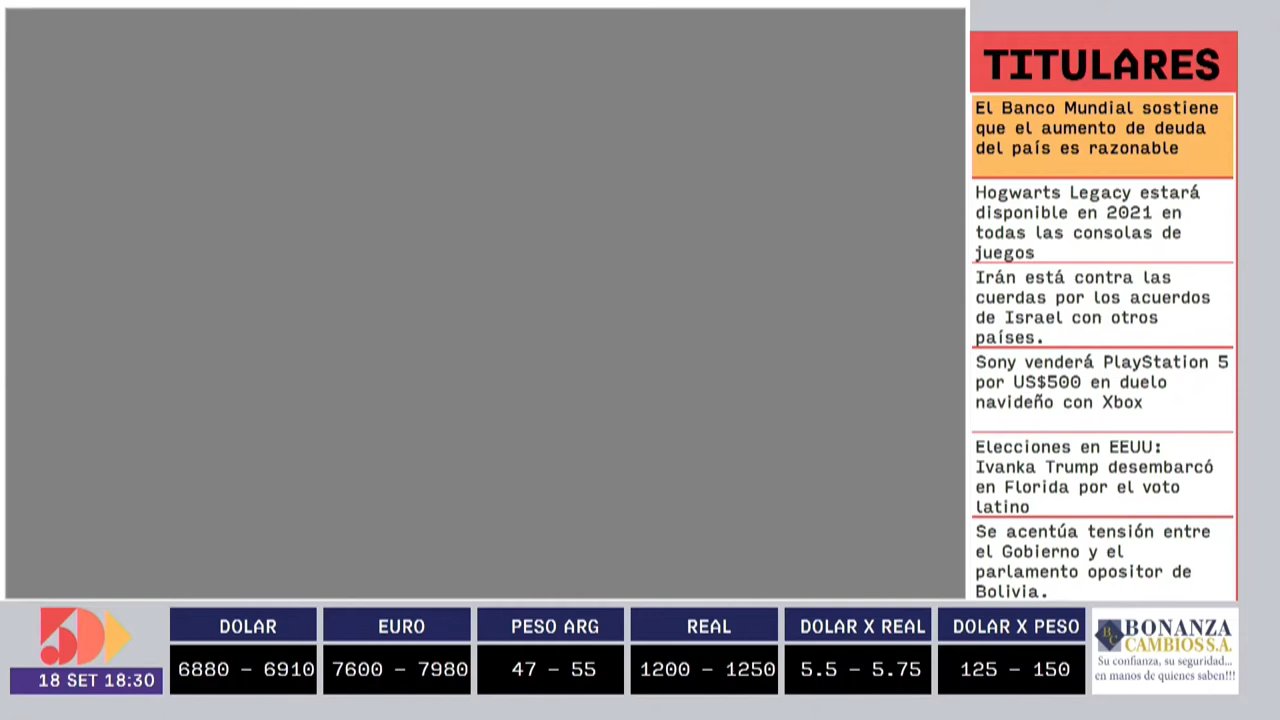 TITULARES
El Banco Mundial sostiene
que el aumento de deuda
del país es razonable
Hogwarts Legacy estará
disponible en 2021 en
todas las consolas de
juegos
Irán está contra las
cuerdas por los acuerdos
de Israel con otros
países.
Sony venderá PlayStation 5
por US$500 en duelo
navideño con Xbox
Elecciones en EEUU:
Ivanka Trump desembarcó
en Florida por el voto
latino
Se acentúa tensión entre
el Gobierno y el
parlamento opositor de
Bolivia.
5D
18 SET 18:30
DOLAR
6880 – 6910
EURO
7600 – 7980
PESO ARG
47 – 55
REAL
1200 – 1250
DOLAR X REAL
5.5 – 5.75
DOLAR X PESO
125 – 150
BC
BONANZA
CAMBIOS S.A.
Su confianza, su seguridad...
en manos de quienes saben!!!